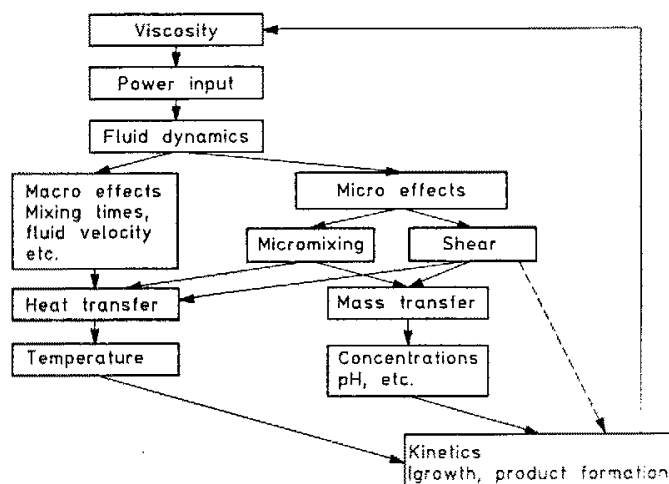 Viscosity
Power input
Fluid dynamics
Macro effects
Mixing times,
fluid velocity
etc.
Micro effects
Micromixing
Shear
Heat transfer
Mass transfer
Temperature
Concentrations
pH, etc.
Kinetics
(growth, product formation